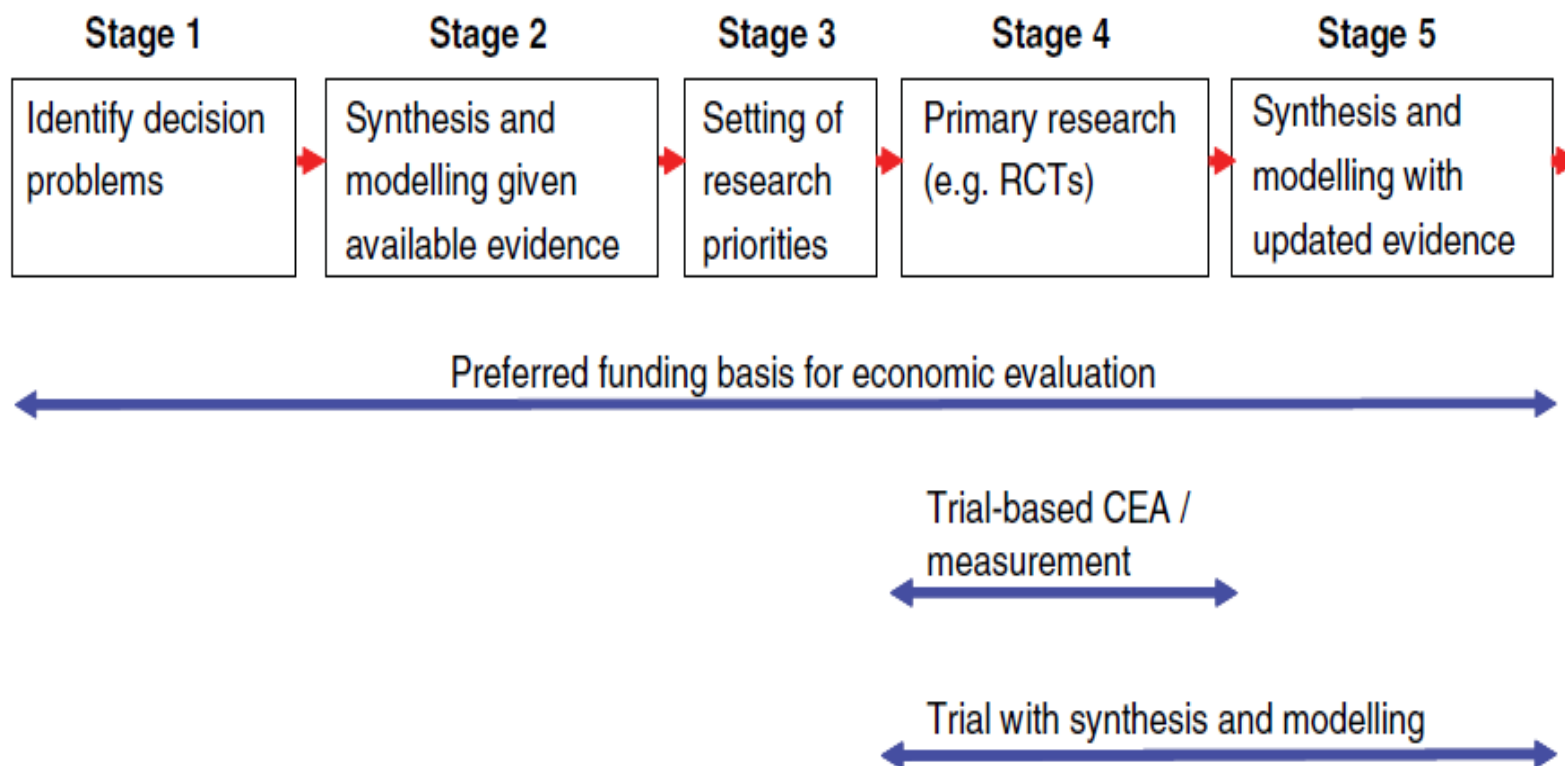 Stage 1
Stage 2
Stage 3
Stage 4
Stage 5
Identify decision
problems
Synthesis and
modelling given
available evidence
Setting of
research
priorities
Primary research
(e.g. RCTs)
Synthesis and
modelling with
updated evidence
Preferred funding basis for economic evaluation
Trial-based CEA /
measurement
Trial with synthesis and modelling